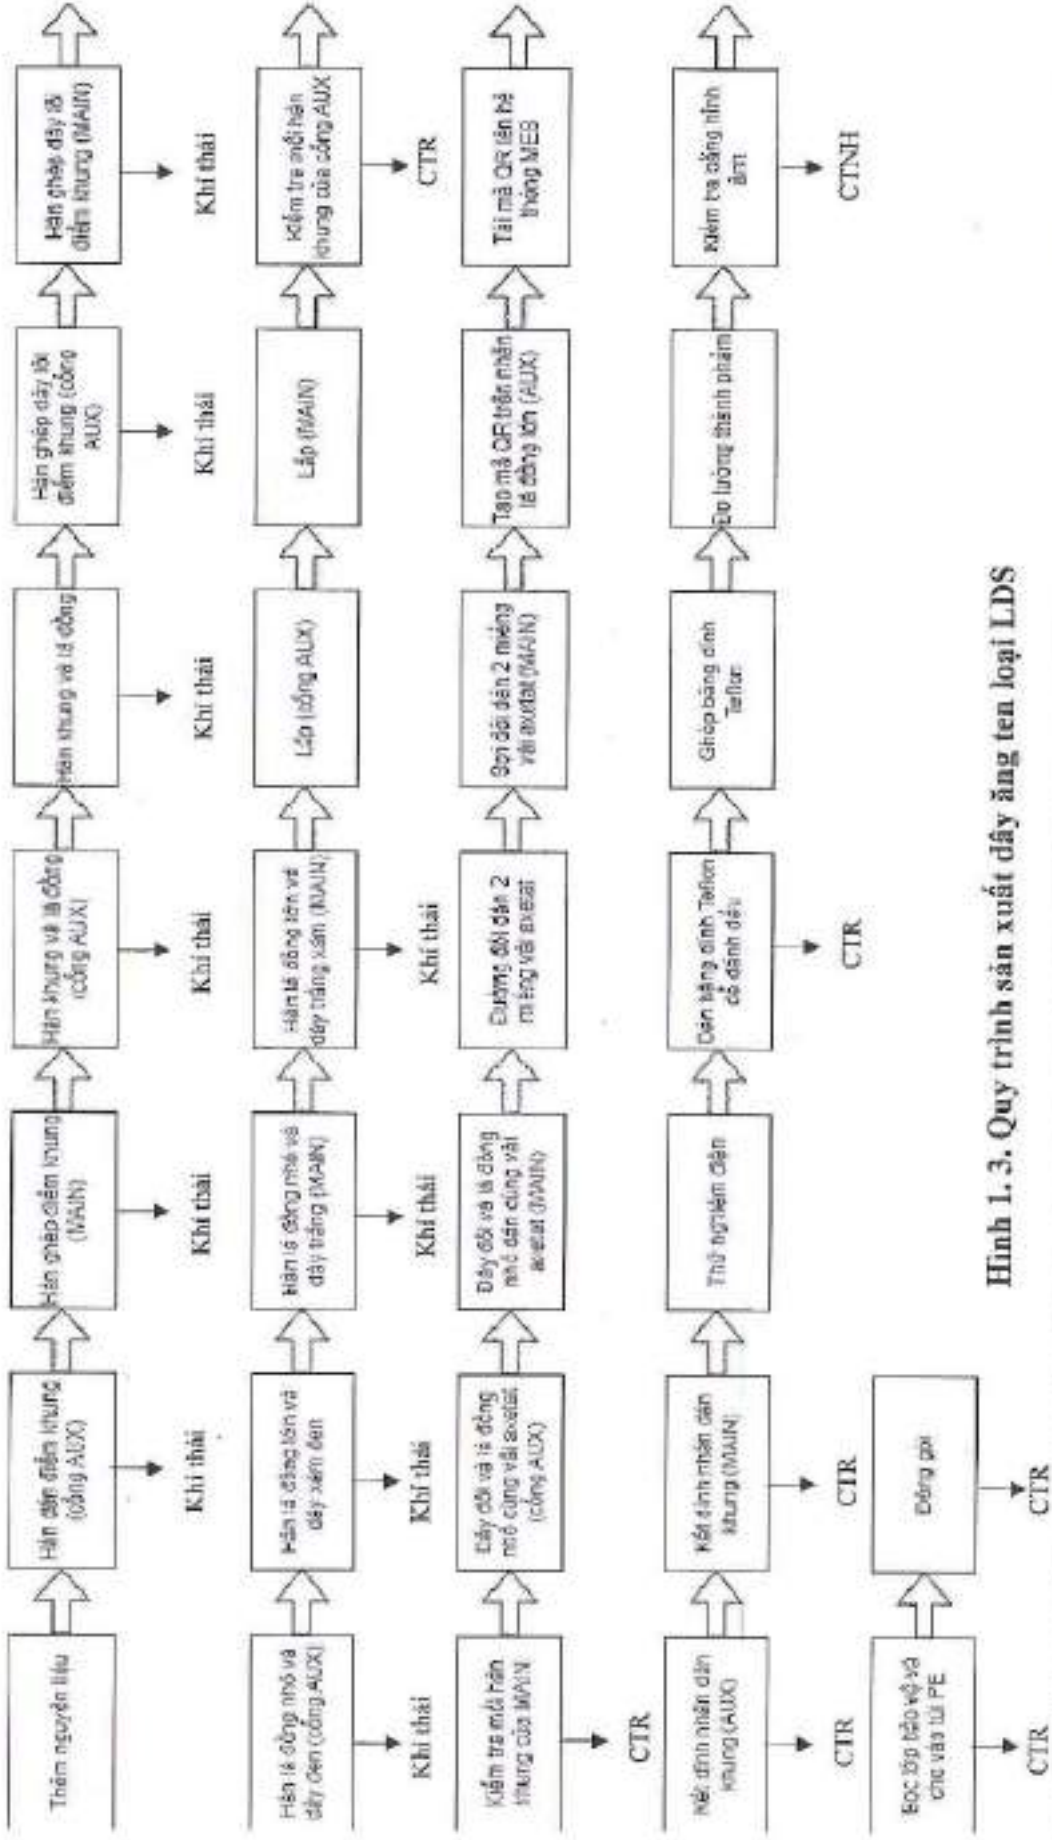 Thêm nguyên liệu
Hàn dán điểm khung
(cổng AUX)
Khí thải
Hàn ghép điểm khung
(MAIN)
Khí thải
Hàn khung và lá đồng
(cổng AUX)
Khí thải
Hàn khung và lá đồng
Khí thải
Hàn ghép dây lõi
điểm khung (cổng
AUX)
Khí thải
Hàn ghép dây lõi
điểm khung (MAIN)
Khí thải
Hàn lá đồng nhỏ và
dây đen (cổng AUX)
Khí thải
Hàn lá đồng lớn và
dây xám đen
Khí thải
Hàn lá đồng nhỏ và
dây trắng (MAIN)
Khí thải
Hàn lá đồng lớn và
dây trắng xám (MAIN)
Khí thải
Lắp (cổng AUX)
Lắp (MAIN)
Kiểm tra mối hàn
khung của cổng AUX
CTR
Kiểm tra mối hàn
khung của MAIN
CTR
Dây đôi và lá đồng
nhỏ cùng vải axetat
(cổng AUX)
Dây đôi và lá đồng
nhỏ dán cùng vải
axetat (MAIN)
Đường đôi dán 2
miếng vải axetat
Sợi đôi dán 2 miếng
vải axetat (MAIN)
Tạo mã QR trên nhãn
lá đồng lớn (AUX)
Tải mã QR lên hệ
thống MES
Kết dính nhãn dán
khung (AUX)
CTR
Kết dính nhãn dán
khung (MAIN)
CTR
Thử nghiệm điện
Dán băng dính Teflon
để đánh dấu
CTR
Ghép băng dính
Teflon
Đo lường thành phẩm
Kiểm tra bằng hình
ảnh
CTNH
Bọc lớp bảo vệ và
cho vào túi PE
CTR
Đóng gói
CTR
Hình 1.3. Quy trình sản xuất dây ăng ten loại LDS